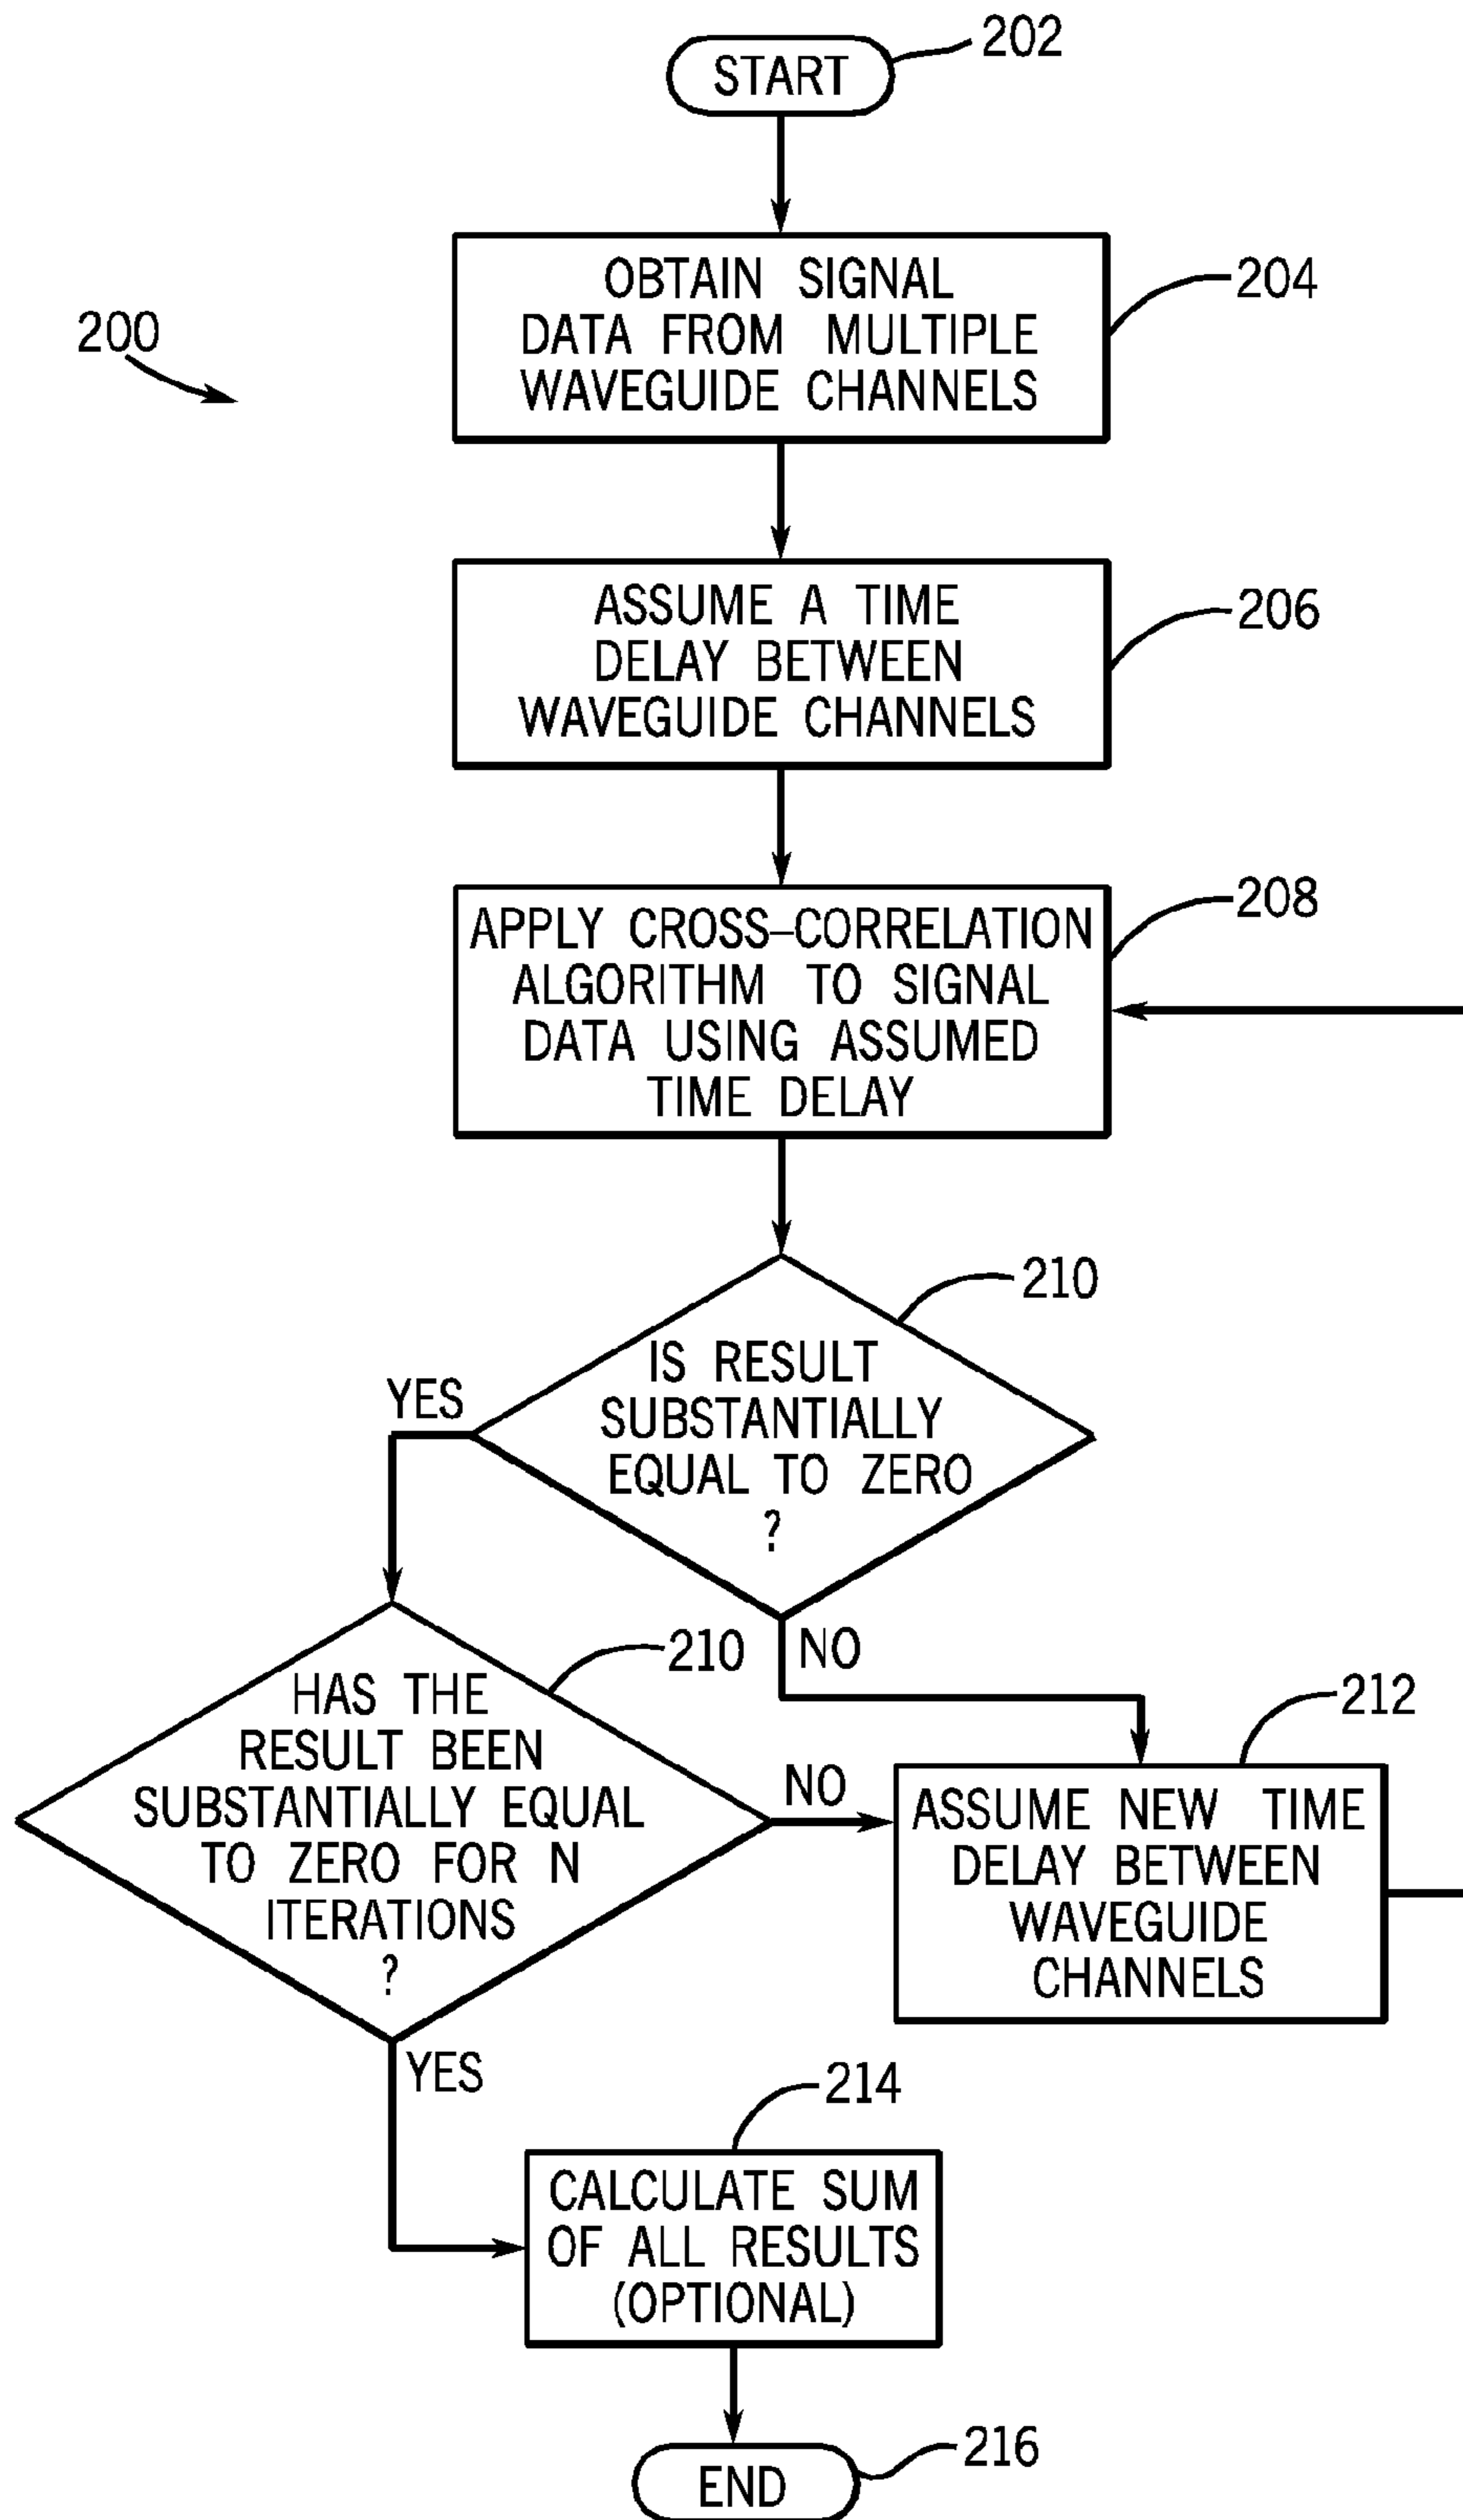 202
START
OBTAIN SIGNAL
DATA FROM MULTIPLE
WAVEGUIDE CHANNELS
204
200
ASSUME A TIME
DELAY BETWEEN
WAVEGUIDE CHANNELS
206
208
APPLY CROSS-CORRELATION
ALGORITHM TO SIGNAL
DATA USING ASSUMED
TIME DELAY
210
IS RESULT
SUBSTANTIALLY
EQUAL TO ZERO
?
YES
NO
210
HAS THE
RESULT BEEN
SUBSTANTIALLY EQUAL
TO ZERO FOR N
ITERATIONS
?
NO
212
ASSUME NEW TIME
DELAY BETWEEN
WAVEGUIDE
CHANNELS
YES
214
CALCULATE SUM
OF ALL RESULTS
(OPTIONAL)
216
END